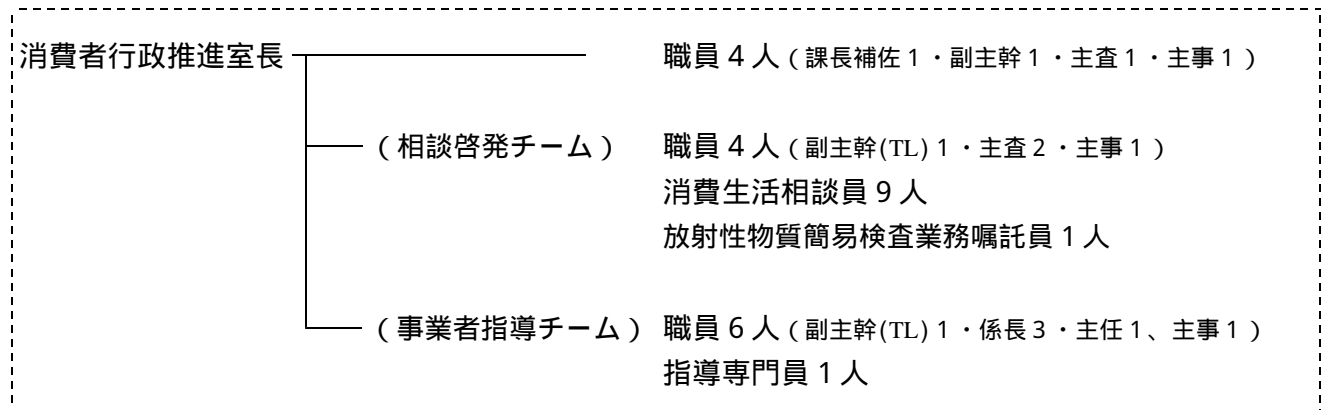 消費者行政推進室長 職員4人(課長補佐1・副主幹1・主査1・主事1)
(相談啓発チーム) 職員4人(副主幹(TL)1・主査2・主事1)
消費生活相談員9人
放射性物質簡易検査業務嘱託員1人
(事業者指導チーム) 職員6人(副主幹(TL)1・係長3・主任1、主事1)
指導専門員1人